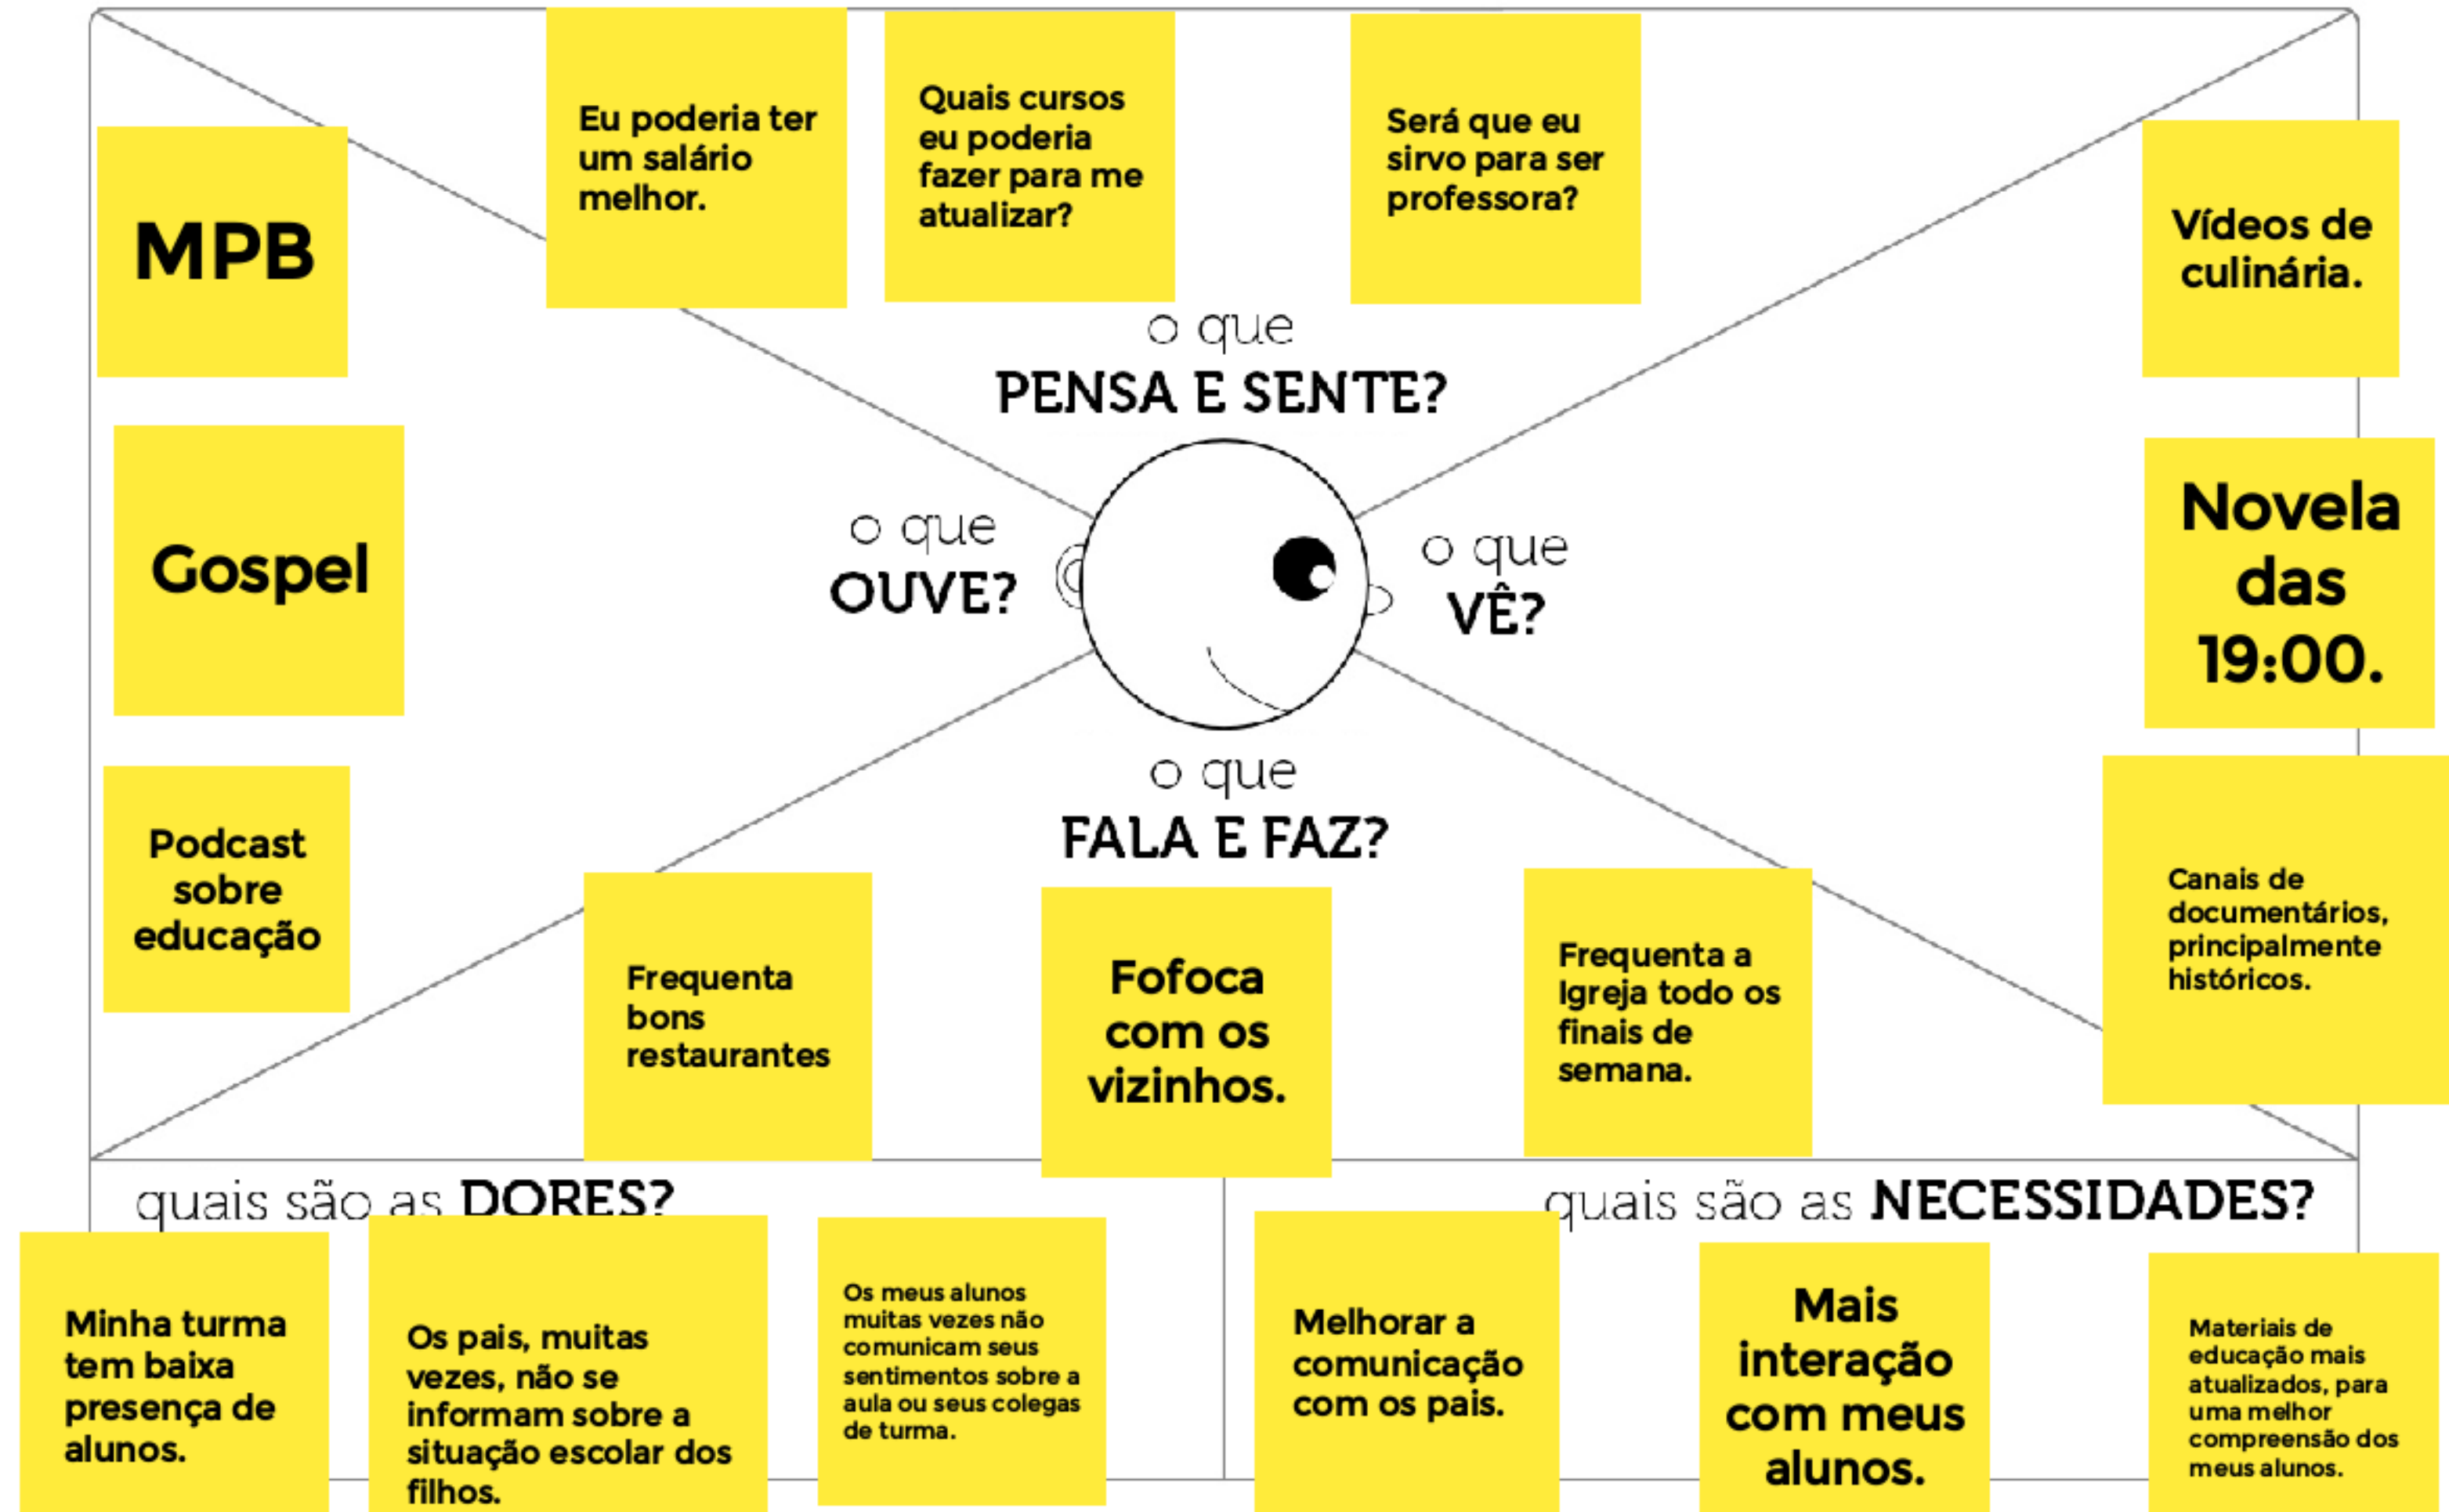 Eu poderia ter
um salário
melhor.
Quais cursos
eu poderia
fazer para me
atualizar?
Será que eu
sirvo para ser
professora?
o que
PENSA E SENTE?
MPB
Gospel
Podcast
sobre
educação
o que
OUVE?
o que
VÊ?
Vídeos de
culinária.
Novela
das
19:00.
Canais de
documentários,
principalmente
históricos.
o que
FALA E FAZ?
Frequenta
bons
restaurantes
Fofoca
com os
vizinhos.
Frequenta a
Igreja todo os
finais de
semana.
quais são as DORES?
Minha turma
tem baixa
presença de
alunos.
Os pais, muitas
vezes, não se
informam sobre a
situação escolar dos
filhos.
Os meus alunos
muitas vezes não
comunicam seus
sentimentos sobre a
aula ou seus colegas
de turma.
quais são as NECESSIDADES?
Melhorar a
comunicação
com os pais.
Mais
interação
com meus
alunos.
Materiais de
educação mais
atualizados, para
uma melhor
compreensão dos
meus alunos.